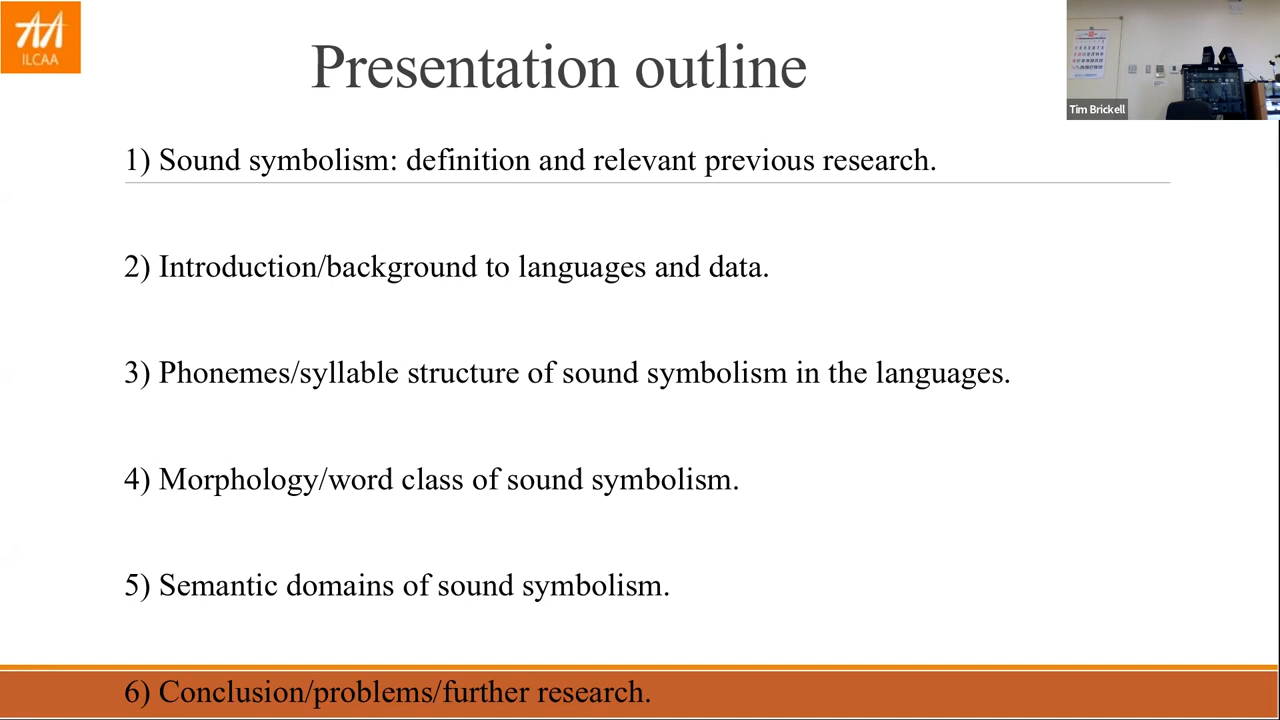 ILCAA
Presentation outline
Tim Brickell
1) Sound symbolism: definition and relevant previous research.
2) Introduction/background to languages and data.
3) Phonemes/syllable structure of sound symbolism in the languages.
4) Morphology/word class of sound symbolism.
5) Semantic domains of sound symbolism.
6) Conclusion/problems/further research.